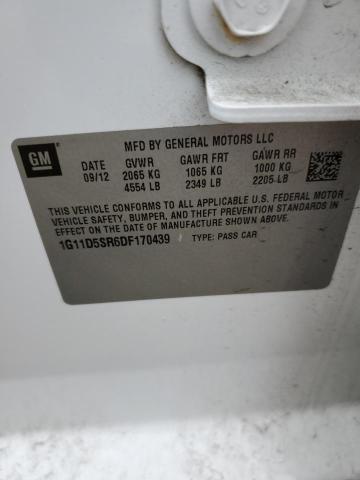 GM
MFD BY GENERAL MOTORS LLC
DATE GVWR GAWR FRT GAWR RR
09/12 2065 KG 1065 KG 1000 KG
4554 LB 2349 LB 2205 LB
THIS VEHICLE CONFORMS TO ALL APPLICABLE U.S. FEDERAL MOTOR
VEHICLE SAFETY, BUMPER, AND THEFT PREVENTION STANDARDS IN
EFFECT ON THE DATE OF MANUFACTURE SHOWN ABOVE.
1G11D5SR6DF170439 TYPE: PASS CAR